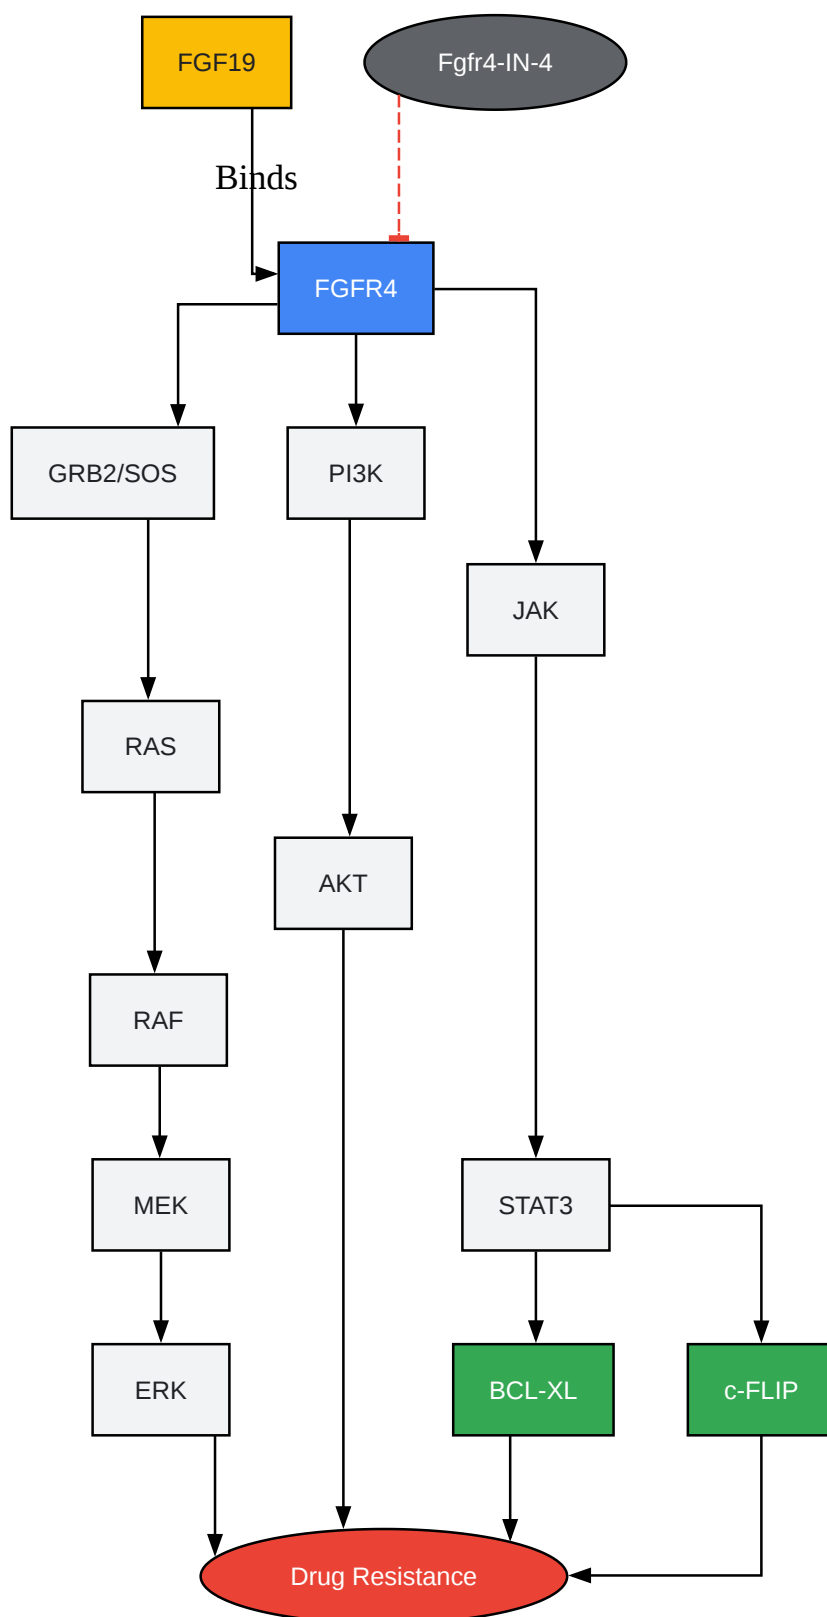 FGF19
Fgfr4-IN-4
Binds
FGFR4
GRB2/SOS
PI3K
JAK
RAS
AKT
RAF
MEK
STAT3
ERK
BCL-XL
c-FLIP
Drug Resistance